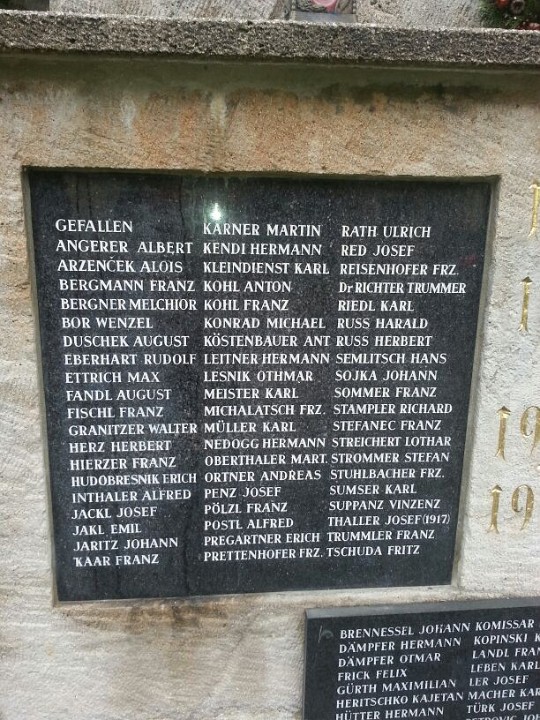 GEFALLEN
ANGERER ALBERT
ARZENČEK ALOIS
BERGMANN FRANZ
BERGNER MELCHIOR
BOR WENZEL
DUSCHEK AUGUST
EBERHART RUDOLF
ETTRICH MAX
FANDL AUGUST
FISCHL FRANZ
GRANITZER WALTER
HERZ HERBERT
HIERZER FRANZ
HUDOBRESNIK ERICH
INTHALER ALFRED
JACKL JOSEF
JAKL EMIL
JARITZ JOHANN
KAAR FRANZ
KARNER MARTIN
KENDI HERMANN
KLEINDIENST KARL
KOHL ANTON
KOHL FRANZ
KONRAD MICHAEL
KÖSTENBAUER ANT
LEITNER HERMANN
LESNIK OTHMAR
MEISTER KARL
MICHALATSCH FRZ.
MÜLLER KARL
NEDOGG HERMANN
OBERTHALER MART.
ORTNER ANDREAS
PENZ JOSEF
PÖLZL FRANZ
POSTL ALFRED
PREGARTNER ERICH
PRETTENHOFER FRZ.
RATH ULRICH
RED JOSEF
REISENHOFER FRZ.
Dr RICHTER TRUMMER
RIEDL KARL
RUSS HARALD
RUSS HERBERT
SEMLITSCH HANS
SOJKA JOHANN
SOMMER FRANZ
STAMPLER RICHARD
STEFANEC FRANZ
STREICHERT LOTHAR
STROMMER STEFAN
STUHLBACHER FRZ.
SUMSER KARL
SUPPANZ VINZENZ
THALLER JOSEF (1917)
TRUMMLER FRANZ
TSCHUDA FRITZ
BRENNESSEL JOHANN
DÄMPFER HERMANN
DÄMPFER OTMAR
FRICK FELIX
GÜRTH MAXIMILIAN
HERITSCHKO KAJETAN
HÜTTER HERMANN
KOMISSAR
KOPINSKI
LANDL
LEBEN KARL
LER JOSEF
MACHER
TÜRK JOSEF